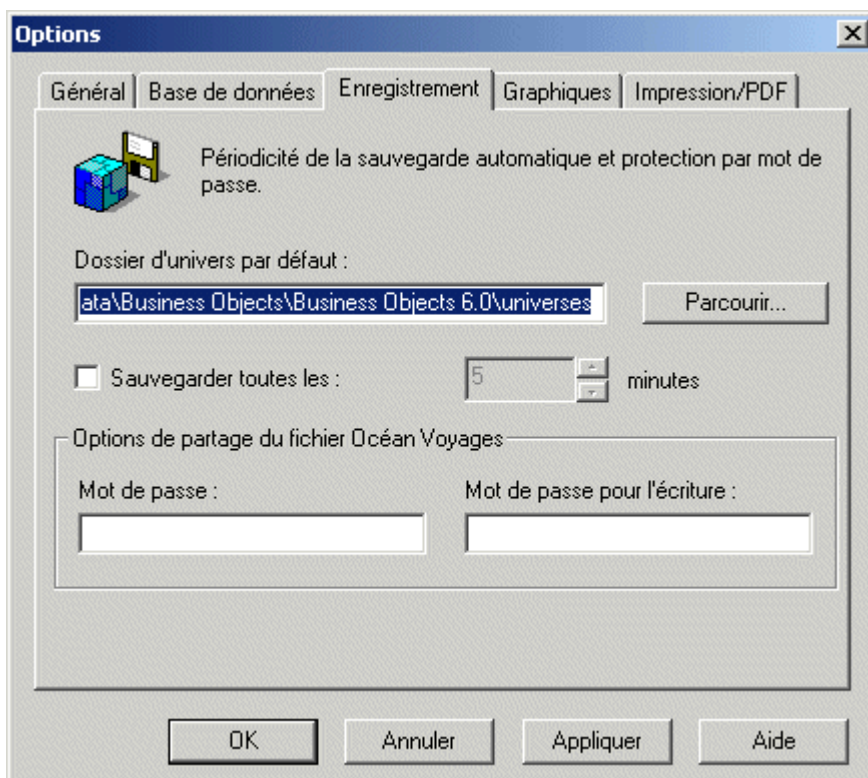 Options
Général Base de données Enregistrement Graphiques Impression/PDF
Périodicité de la sauvegarde automatique et protection par mot de
passe.
Dossier d'univers par défaut :
ata\Business Objects\Business Objects 6.0\universes Parcourir...
Sauvegarder toutes les : 5 minutes
Options de partage du fichier Océan Voyages
Mot de passe : Mot de passe pour l'écriture :
OK Annuler Appliquer Aide